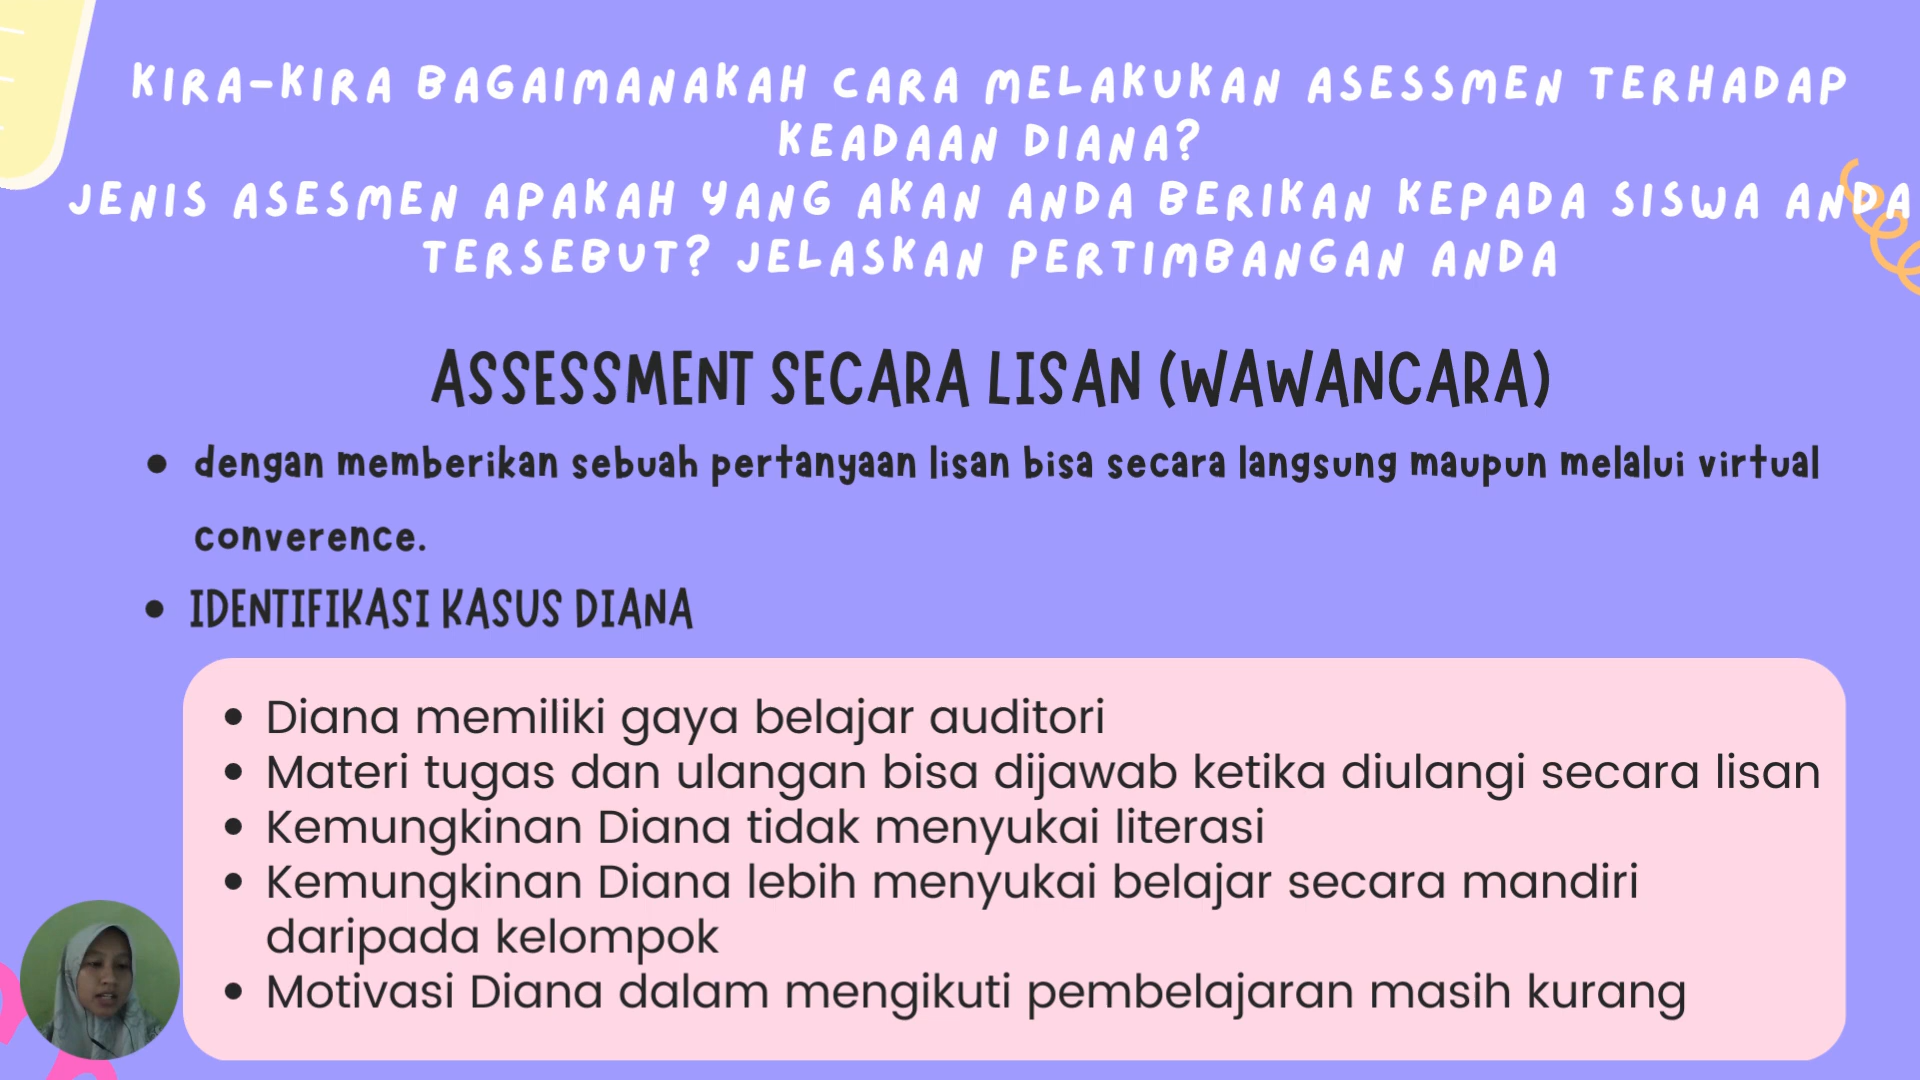 KIRA-KIRA BAGAIMANAKAH CARA MELAKUKAN ASESSMEN TERHADAP
KEADAAN DIANA?
JENIS ASESMEN APAKAH YANG AKAN ANDA BERIKAN KEPADA SISWA ANDA
TERSEBUT? JELASKAN PERTIMBANGAN ANDA
ASSESSMENT SECARA LISAN (WAWANCARA)
• dengan memberikan sebuah pertanyaan lisan bisa secara langsung maupun melalui virtual
converence.
• IDENTIFIKASI KASUS DIANA
• Diana memiliki gaya belajar auditori
• Materi tugas dan ulangan bisa dijawab ketika diulangi secara lisan
• Kemungkinan Diana tidak menyukai literasi
• Kemungkinan Diana lebih menyukai belajar secara mandiri
daripada kelompok
• Motivasi Diana dalam mengikuti pembelajaran masih kurang